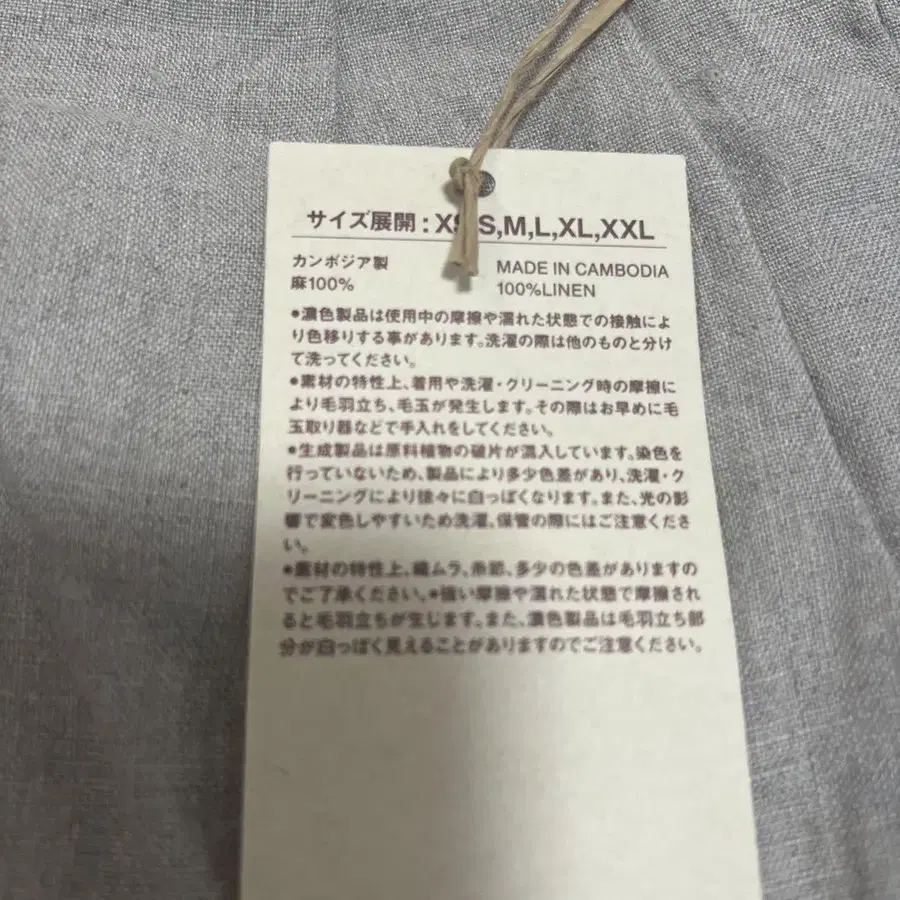 サイズ展開：XS,S,M,L,XL,XXL
カンボジア製
麻100%
MADE IN CAMBODIA
100%LINEN
●濃色製品は使用中の摩擦や濡れた状態での接触によ
り色移りする事があります。洗濯の際は他のものと分け
て洗ってください。
●素材の特性上、着用や洗濯・クリーニング時の摩擦に
より毛羽立ち、毛玉が発生します。その際はお早めに毛
玉取り器などで手入れをしてください。
●生成製品は原料植物の破片が混入しています。染色を
行っていないため、製品により多少色差があり、洗濯・ク
リーニングにより徐々に白っぽくなります。また、光の影
響で変色しやすいため洗濯、保管の際にはご注意くださ
い。
●素材の特性上、織ムラ、糸節、多少の色差がありますの
でご了承ください。●強い摩擦や濡れた状態で摩擦され
ると毛羽立ちが生じます。また、濃色製品は毛羽立ち部
分が白っぽく見えることがありますのでご注意ください。